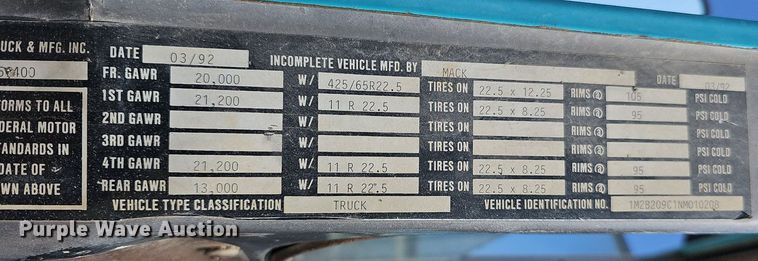 UCK & MFG. INC. DATE 03/92 INCOMPLETE VEHICLE MFD. BY MACK DATE 03/92
400 FR. GAWR 20,000 W/ 425/65R22.5 TIRES ON 22.5 x 12.25 RIMS @ 105 PSI COLD
1ST GAWR 21,200 W/ 11 R 22.5 TIRES ON 22.5 x 8.25 RIMS @ 95 PSI COLD
FORMS TO ALL 2ND GAWR W/ TIRES ON RIMS @ PSI COLD
DERAL MOTOR 3RD GAWR W/ TIRES ON RIMS @ PSI COLD
STANDARDS IN 4TH GAWR 21,200 W/ 11 R 22.5 TIRES ON 22.5 x 8.25 RIMS @ 95 PSI COLD
DATE OF REAR GAWR 13,000 W/ 11 R 22.5 TIRES ON 22.5 x 8.25 RIMS @ 95 PSI COLD
WN ABOVE VEHICLE TYPE CLASSIFICATION TRUCK VEHICLE IDENTIFICATION NO. 1M2B209C1NM010208
Purple Wave Auction